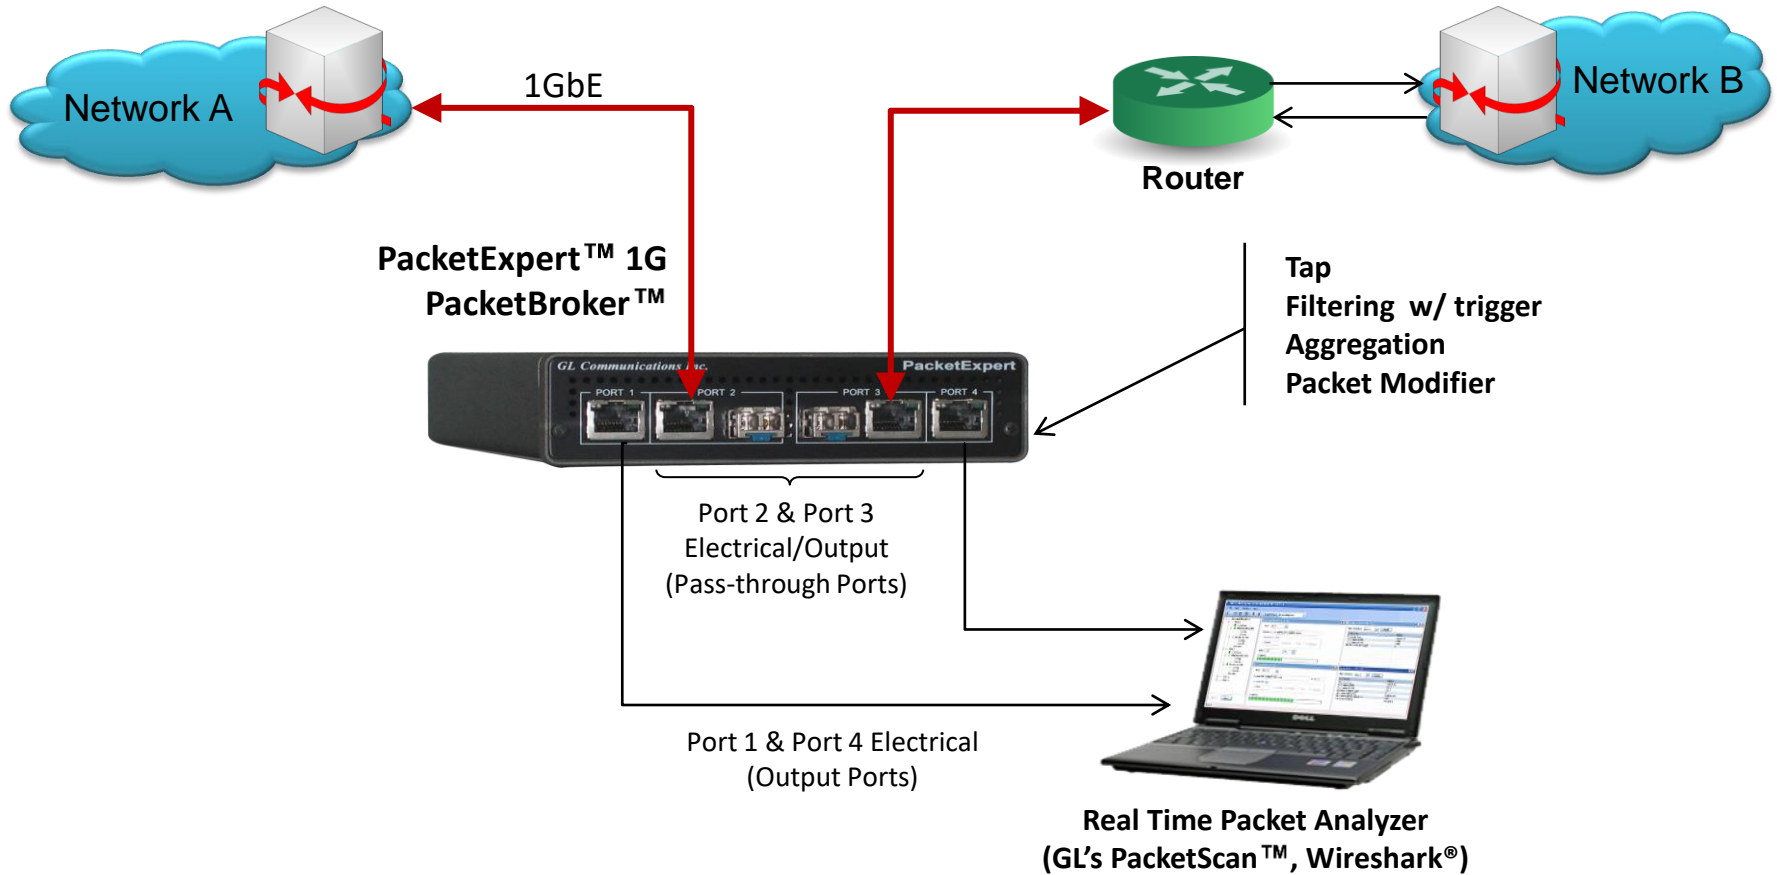 Network A
1GbE
Network B
Router
PacketExpert™ 1G
PacketBroker™
Tap
Filtering w/ trigger
Aggregation
Packet Modifier
GL Communications Inc.
PacketExpert
PORT 1
PORT 2
PORT 3
PORT 4
Port 2 & Port 3
Electrical/Output
(Pass-through Ports)
Port 1 & Port 4 Electrical
(Output Ports)
DELL
Real Time Packet Analyzer
(GL's PacketScan™, Wireshark®)